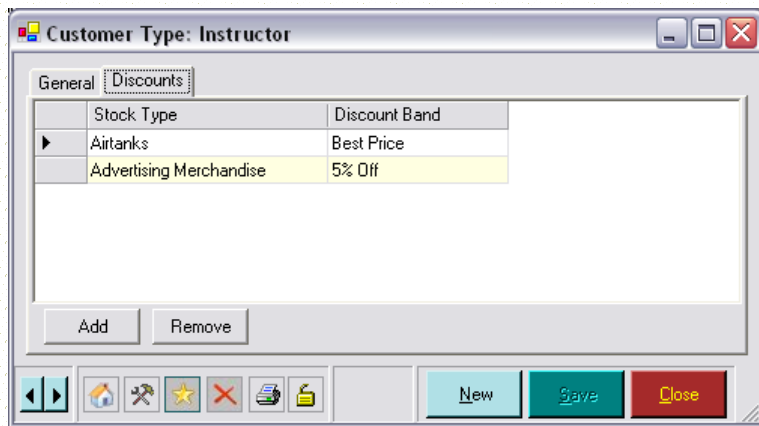 Customer Type: Instructor
General Discounts
Stock Type Discount Band
Airtanks Best Price
Advertising Merchandise 5% Off
Add Remove
New Save Close